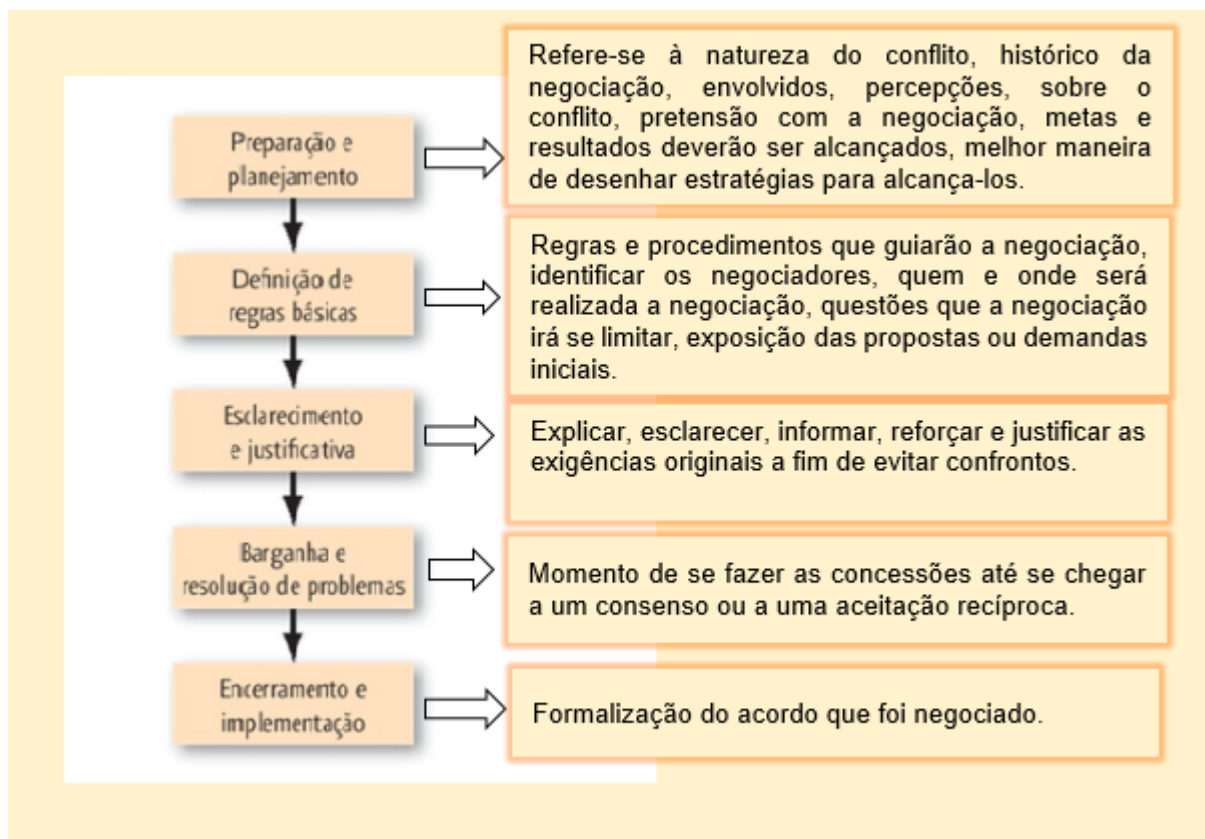 Preparação e
planejamento
Refere-se à natureza do conflito, histórico da
negociação, envolvidos, percepções, sobre o
conflito, pretensão com a negociação, metas e
resultados deverão ser alcançados, melhor maneira
de desenhar estratégias para alcança-los.
Definição de
regras básicas
Regras e procedimentos que guiarão a negociação,
identificar os negociadores, quem e onde será
realizada a negociação, questões que a negociação
irá se limitar, exposição das propostas ou demandas
iniciais.
Esclarecimento
e justificativa
Explicar, esclarecer, informar, reforçar e justificar as
exigências originais a fim de evitar confrontos.
Barganha e
resolução de problemas
Momento de se fazer as concessões até se chegar
a um consenso ou a uma aceitação recíproca.
Encerramento e
implementação
Formalização do acordo que foi negociado.